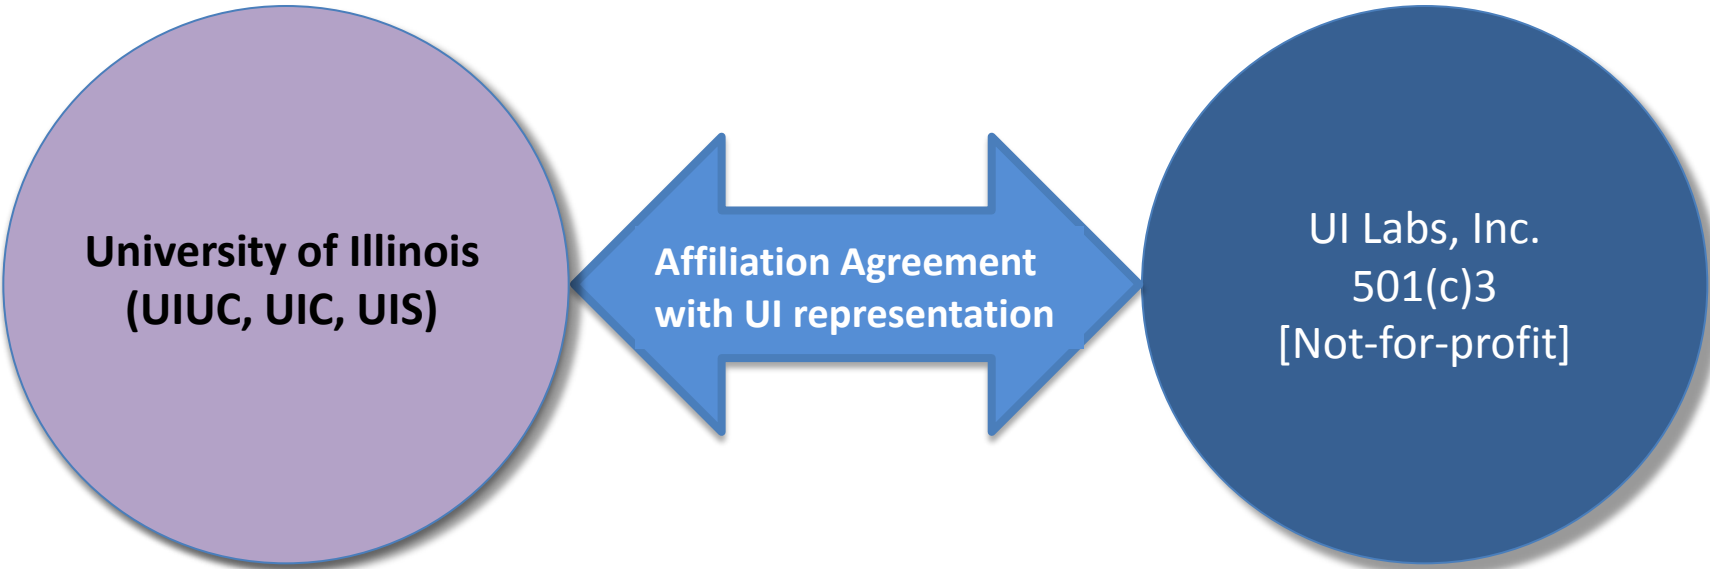 University of Illinois
(UIUC, UIC, UIS)
Affiliation Agreement
with UI representation
UI Labs, Inc.
501(c)3
[Not-for-profit]